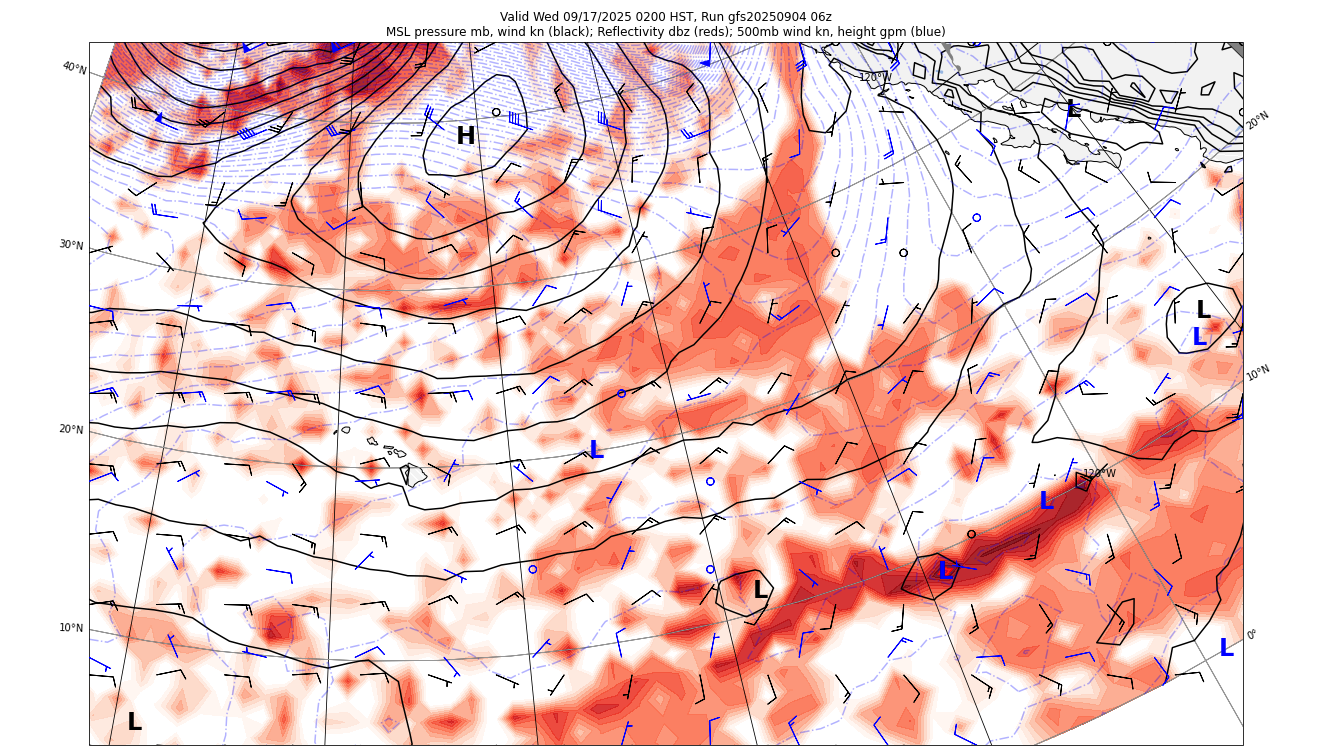 Valid Wed 09/17/2025 0200 HST, Run gfs20250904 06z
MSL pressure mb, wind kn (black); Reflectivity dbz (reds); 500mb wind kn, height gpm (blue)
40°N
120°W
L
20°N
H
30°N
L
L
10°N
20°N
L
120°W
L
L
L
10°N
0°
L
L